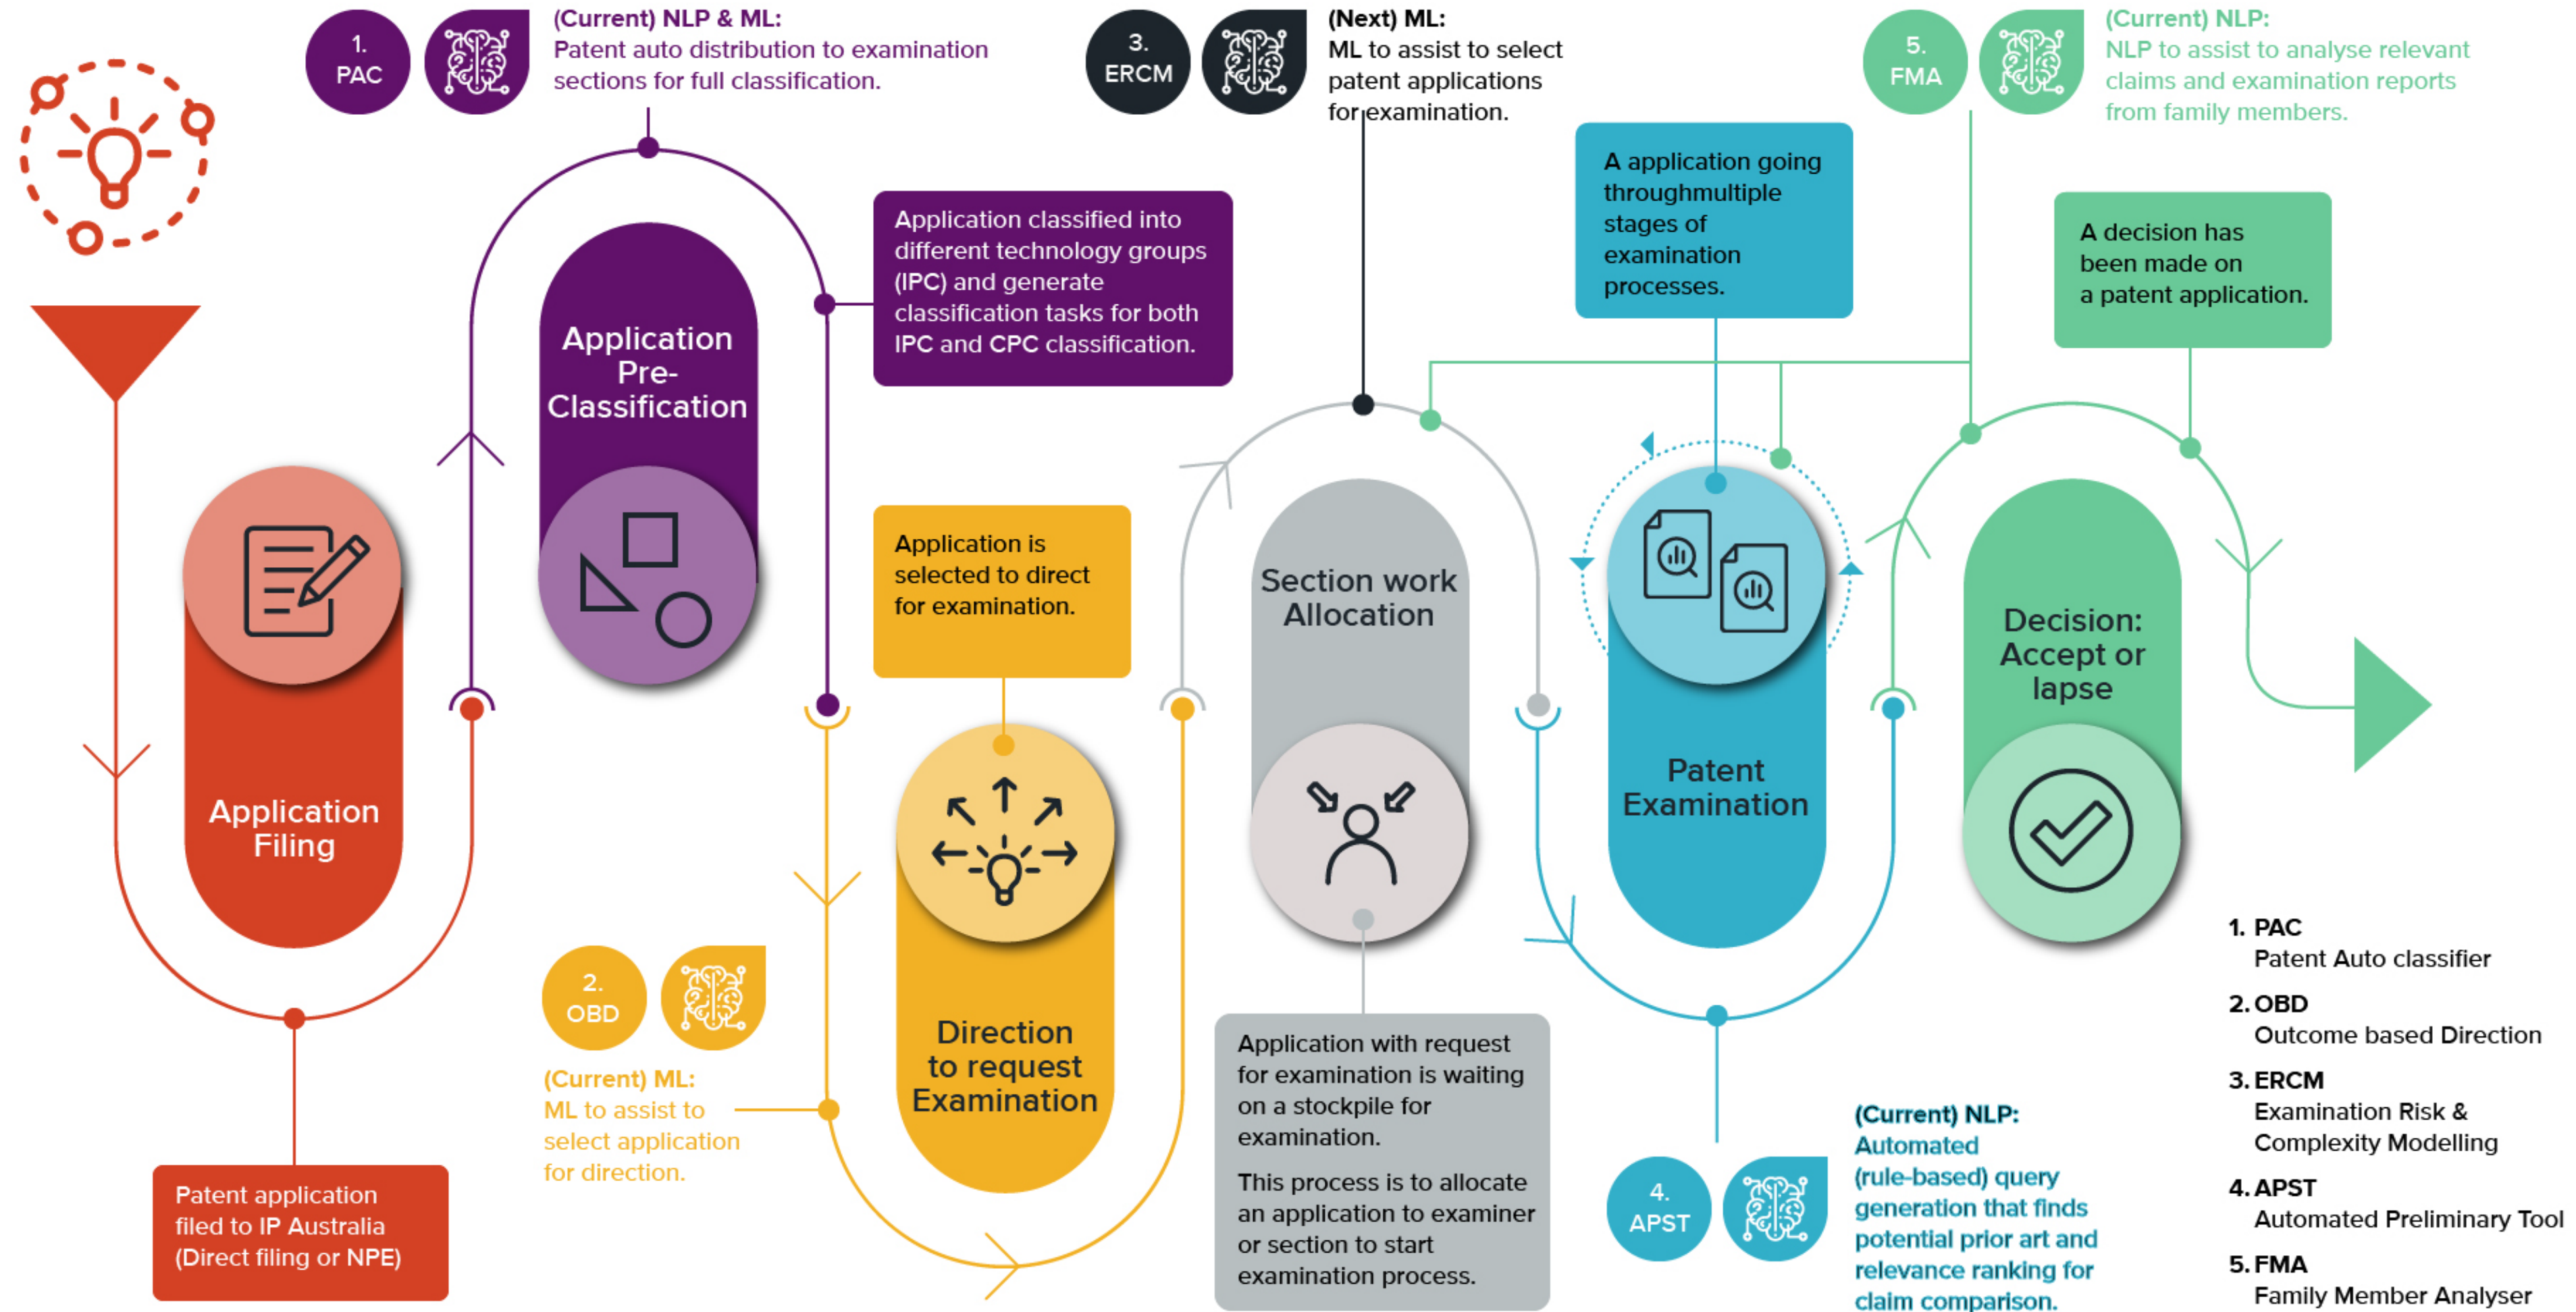 1.
PAC
(Current) NLP & ML:
Patent auto distribution to examination
sections for full classification.
3.
ERCM
(Next) ML:
ML to assist to select
patent applications
for examination.
5.
FMA
(Current) NLP:
NLP to assist to analyse relevant
claims and examination reports
from family members.
Application
Filing
Patent application
filed to IP Australia
(Direct filing or NPE)
Application
Pre-
Classification
Application classified into
different technology groups
(IPC) and generate
classification tasks for both
IPC and CPC classification.
2.
OBD
(Current) ML:
ML to assist to
select application
for direction.
Application is
selected to direct
for examination.
Direction
to request
Examination
Section work
Allocation
Application with request
for examination is waiting
on a stockpile for
examination.
This process is to allocate
an application to examiner
or section to start
examination process.
A application going
throughmultiple
stages of
examination
processes.
Patent
Examination
4.
APST
(Current) NLP:
Automated
(rule-based) query
generation that finds
potential prior art and
relevance ranking for
claim comparison.
A decision has
been made on
a patent application.
Decision:
Accept or
lapse
1. PAC
Patent Auto classifier
2. OBD
Outcome based Direction
3. ERCM
Examination Risk &
Complexity Modelling
4. APST
Automated Preliminary Tool
5. FMA
Family Member Analyser